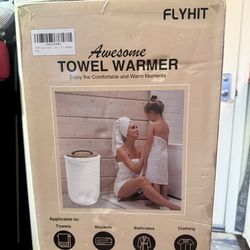 FLYHIT
Awesome
TOWEL WARMER
Enjoy the Comfortable and Warm Moments
Applicable to:
Towels
Blankets
Bathrobes
Clothing